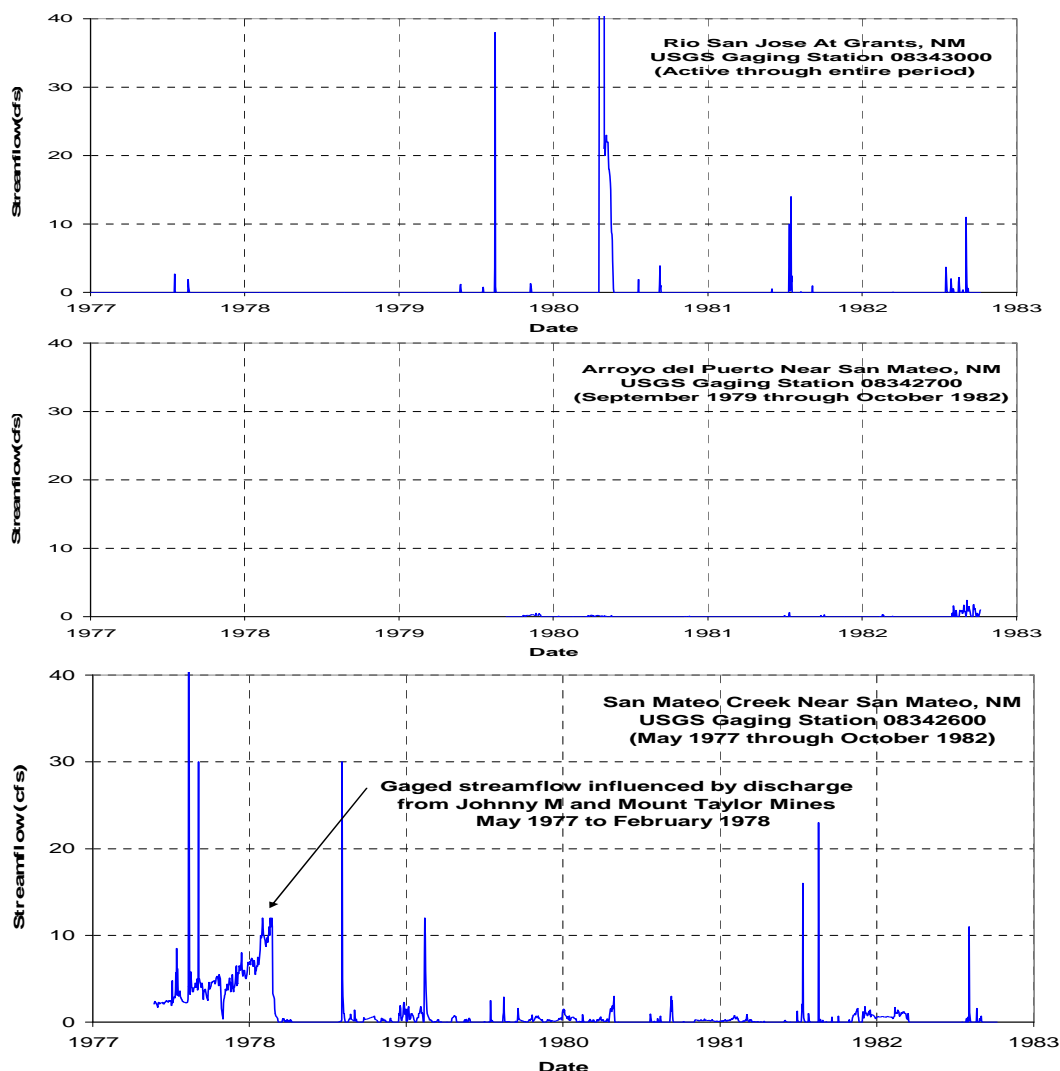 40
30
20
10
0
Streamflow(cfs)
Rio San Jose At Grants, NM
USGS Gaging Station 08343000
(Active through entire period)
1977 1978 1979 1980 1981 1982 1983
Date
40
30
20
10
0
Streamflow(cfs)
Arroyo del Puerto Near San Mateo, NM
USGS Gaging Station 08342700
(September 1979 through October 1982)
1977 1978 1979 1980 1981 1982 1983
Date
40
30
20
10
0
Streamflow(cfs)
San Mateo Creek Near San Mateo, NM
USGS Gaging Station 08342600
(May 1977 through October 1982)
Gaged streamflow influenced by discharge
from Johnny M and Mount Taylor Mines
May 1977 to February 1978
1977 1978 1979 1980 1981 1982 1983
Date